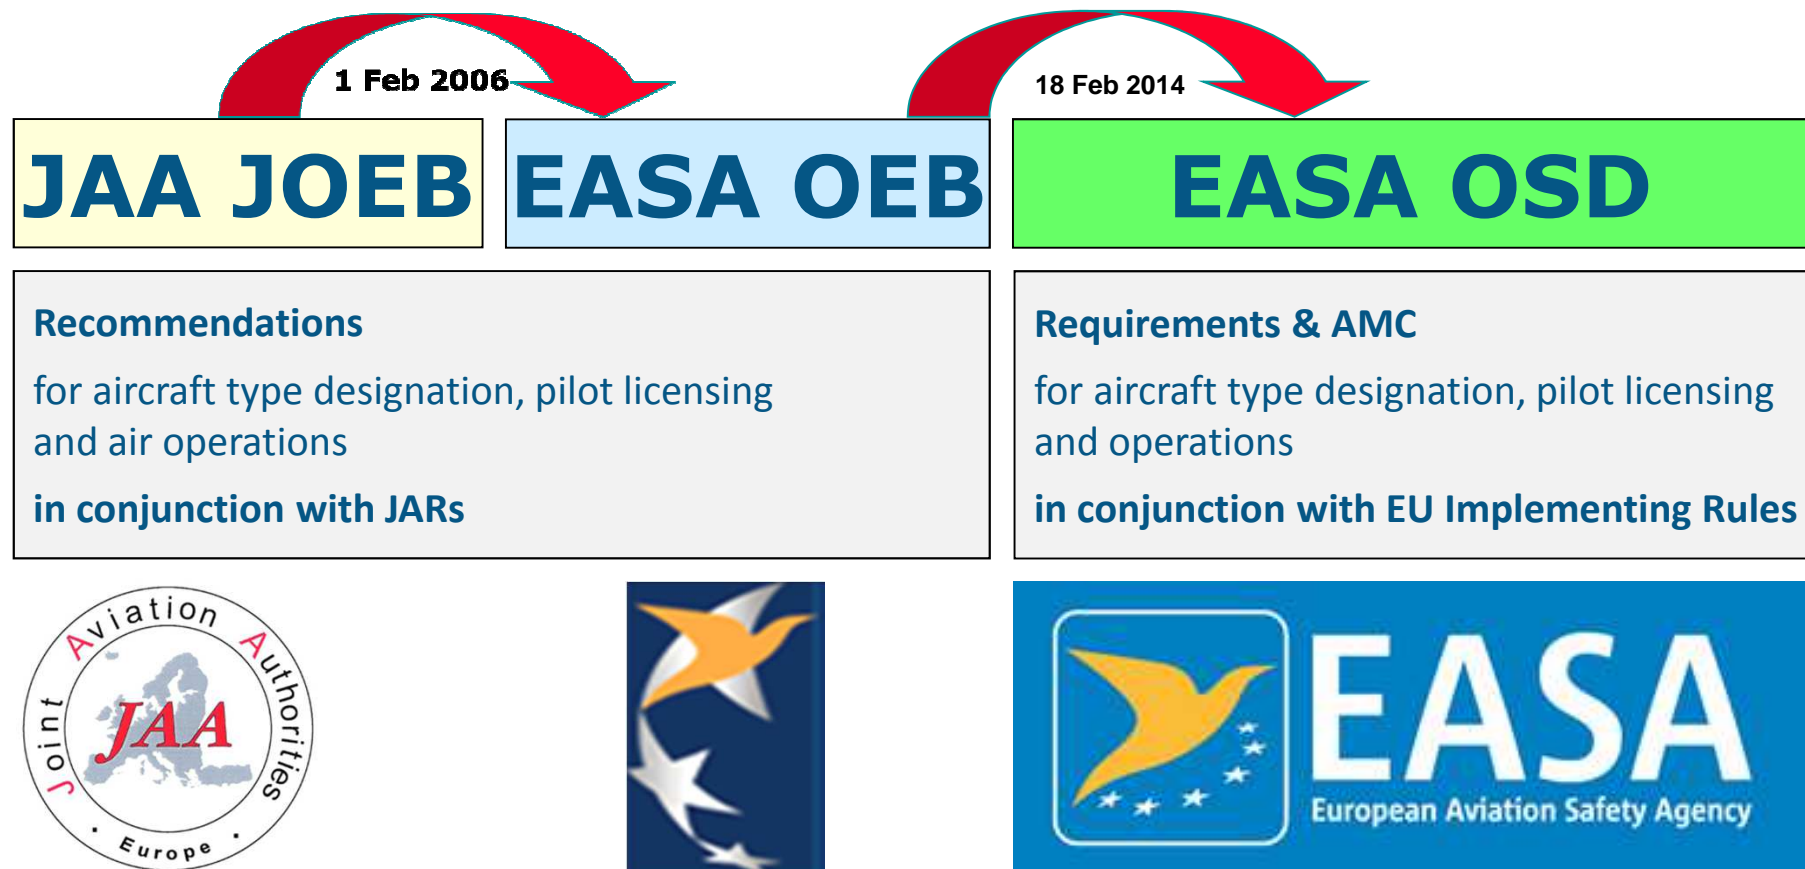 1 Feb 2006
18 Feb 2014
JAA JOEB
EASA OEB
EASA OSD
Recommendations
for aircraft type designation, pilot licensing
and air operations
in conjunction with JARs
Requirements & AMC
for aircraft type designation, pilot licensing
and operations
in conjunction with EU Implementing Rules
Joint Aviation Authorities
JAA
· Europe ·
EASA
European Aviation Safety Agency